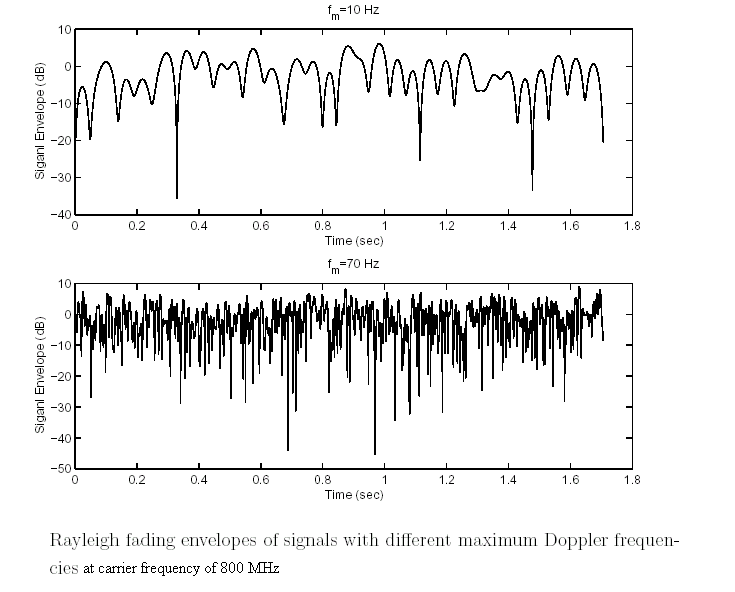 f_m=10 Hz
Siganl Envelope (dB)
10
0
−10
−20
−30
−40
0 0.2 0.4 0.6 0.8 1 1.2 1.4 1.6 1.8
Time (sec)
f_m=70 Hz
Siganl Envelope (dB)
10
0
−10
−20
−30
−40
−50
0 0.2 0.4 0.6 0.8 1 1.2 1.4 1.6 1.8
Time (sec)
Rayleigh fading envelopes of signals with different maximum Doppler frequen-
cies at carrier frequency of 800 MHz